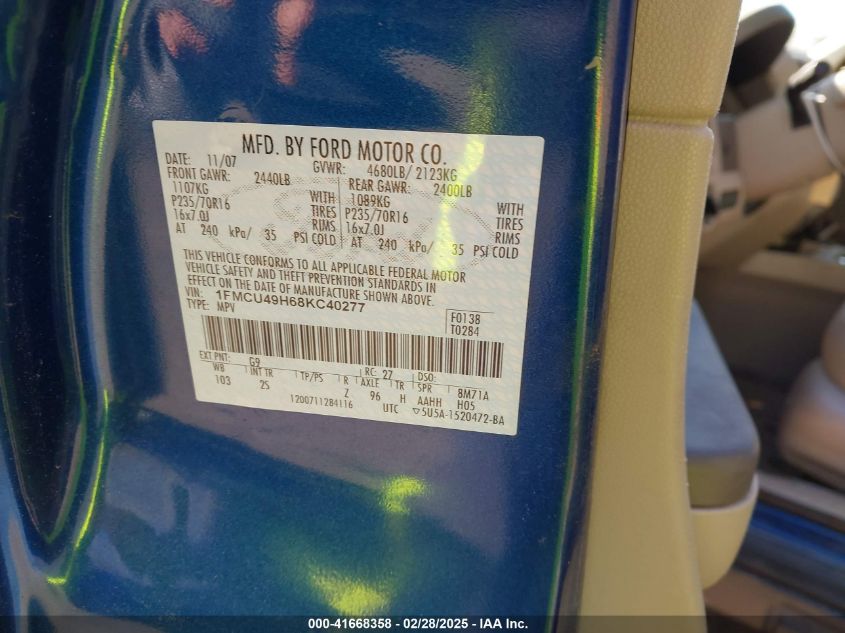 MFD. BY FORD MOTOR CO.
DATE: 11/07 GVWR: 4680LB/ 2123KG
FRONT GAWR: 2440LB REAR GAWR: 2400LB
1107KG WITH 1089KG WITH
P235/70R16 TIRES P235/70R16 TIRES
16x7.0J RIMS 16x7.0J RIMS
AT 240 kPa/ 35 PSI COLD AT 240 kPa/ 35 PSI COLD
THIS VEHICLE CONFORMS TO ALL APPLICABLE FEDERAL MOTOR
VEHICLE SAFETY AND THEFT PREVENTION STANDARDS IN
EFFECT ON THE DATE OF MANUFACTURE SHOWN ABOVE.
VIN: 1FMCU49H68KC40277
TYPE: MPV
F0138
T0284
EXT PNT: G9 RC: 27 DSO:
WB INT TR TP/PS R AXLE TR SPR 8M71A
103 2S Z 96 H AAHH H05
12007112B4116 UTC ▽5U5A-1520472-BA
000-41668358 - 02/28/2025 - IAA Inc.